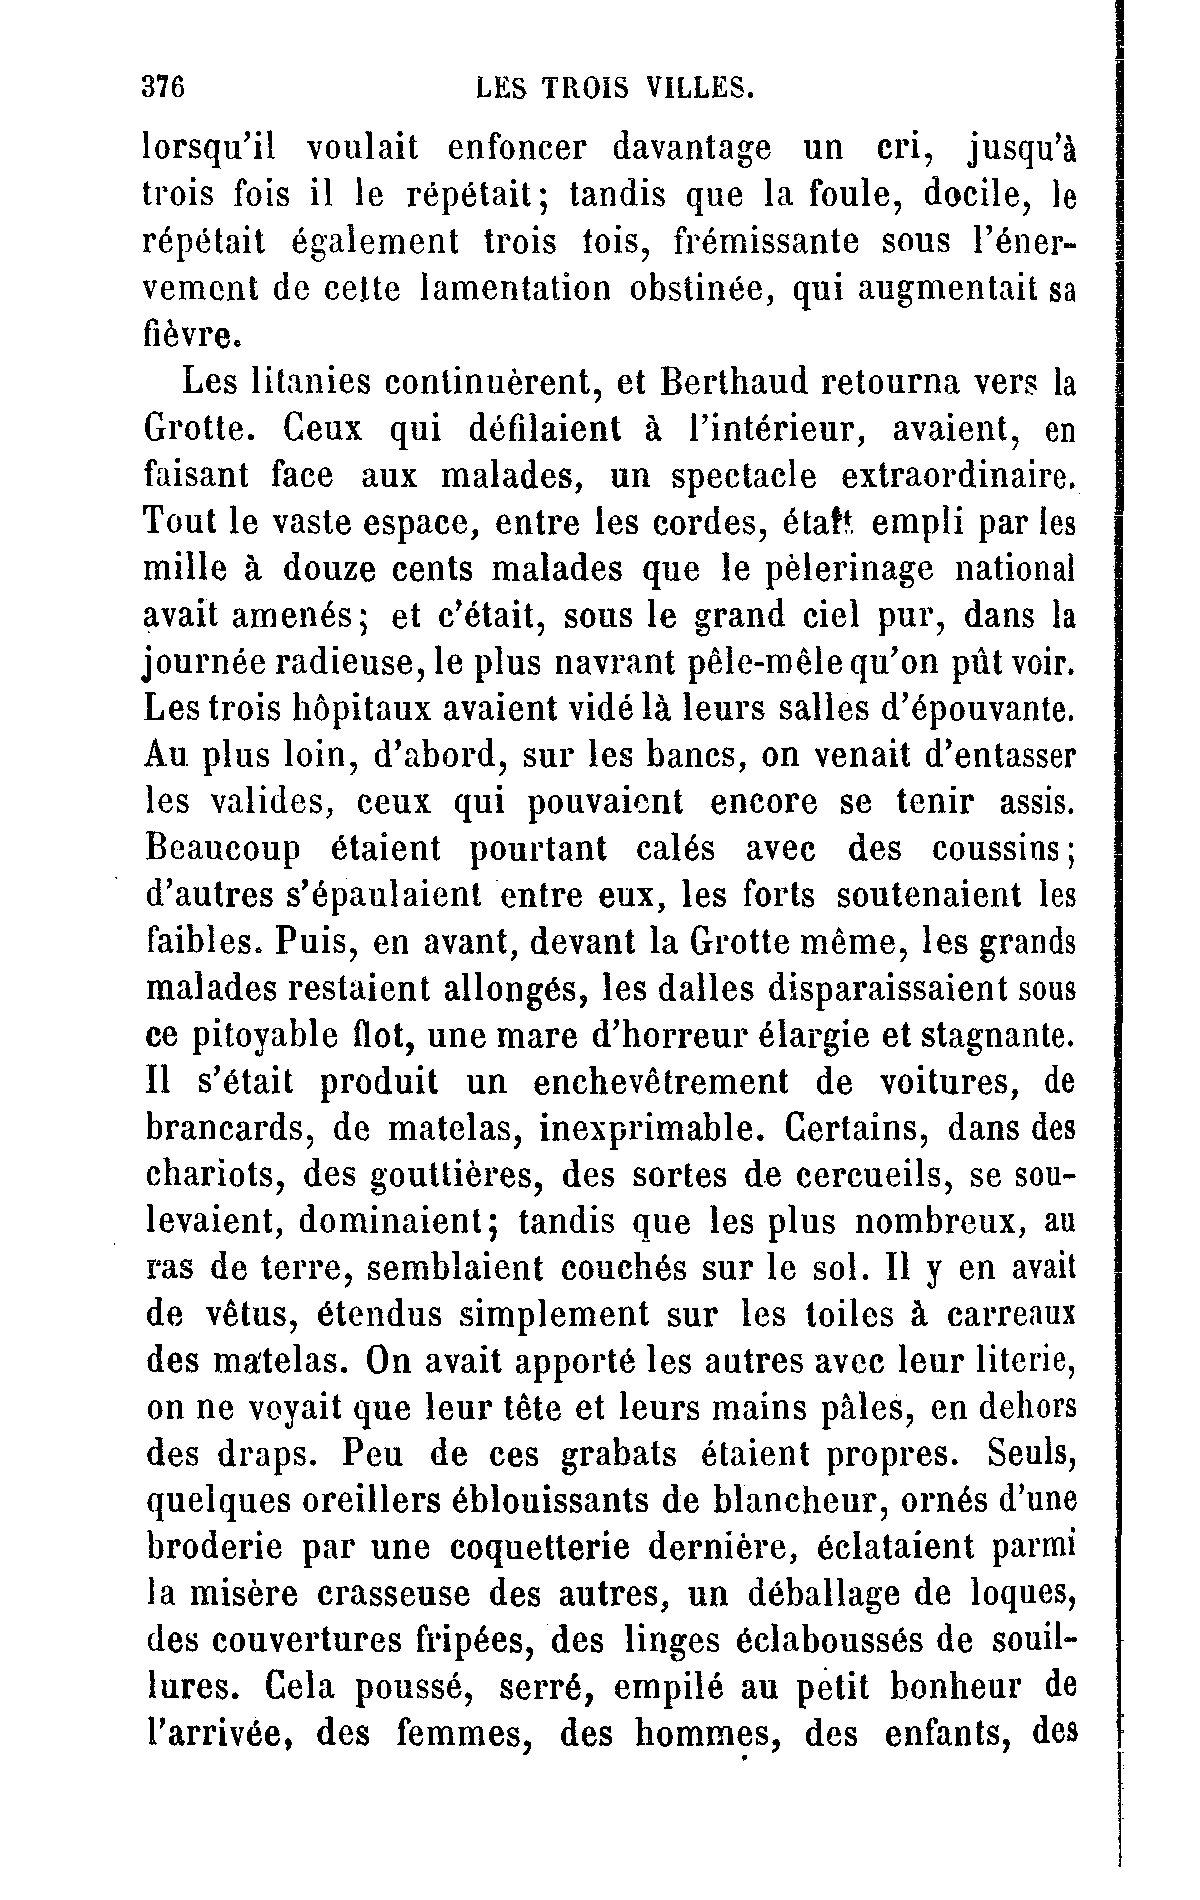 376 LES TROIS VILLES.
lorsqu'il voulait enfoncer davantage un cri, jusqu'à
trois fois il le répétait; tandis que la foule, docile, le
répétait également trois fois, frémissante sous l'éner-
vement de cette lamentation obstinée, qui augmentait sa
fièvre.
Les litanies continuèrent, et Berthaud retourna vers la
Grotte. Ceux qui défilaient à l'intérieur, avaient, en
faisant face aux malades, un spectacle extraordinaire.
Tout le vaste espace, entre les cordes, était empli par les
mille à douze cents malades que le pèlerinage national
avait amenés; et c'était, sous le grand ciel pur, dans la
journée radieuse, le plus navrant pêle-mêle qu'on pût voir.
Les trois hôpitaux avaient vidé là leurs salles d'épouvante.
Au plus loin, d'abord, sur les bancs, on venait d'entasser
les valides, ceux qui pouvaient encore se tenir assis.
Beaucoup étaient pourtant calés avec des coussins;
d'autres s'épaulaient entre eux, les forts soutenaient les
faibles. Puis, en avant, devant la Grotte même, les grands
malades restaient allongés, les dalles disparaissaient sous
ce pitoyable flot, une mare d'horreur élargie et stagnante.
Il s'était produit un enchevêtrement de voitures, de
brancards, de matelas, inexprimable. Certains, dans des
chariots, des gouttières, des sortes de cercueils, se sou-
levaient, dominaient; tandis que les plus nombreux, au
ras de terre, semblaient couchés sur le sol. Il y en avait
de vêtus, étendus simplement sur les toiles à carreaux
des matelas. On avait apporté les autres avec leur literie,
on ne voyait que leur tête et leurs mains pâles, en dehors
des draps. Peu de ces grabats étaient propres. Seuls,
quelques oreillers éblouissants de blancheur, ornés d'une
broderie par une coquetterie dernière, éclataient parmi
la misère crasseuse des autres, un déballage de loques,
des couvertures fripées, des linges éclaboussés de souil-
lures. Cela poussé, serré, empilé au petit bonheur de
l'arrivée, des femmes, des hommes, des enfants, des